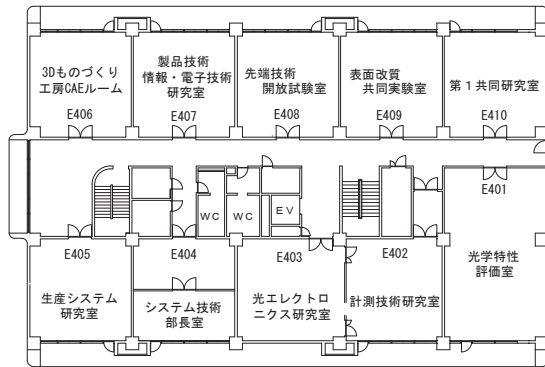 3Dものづくり
工房CAEルーム
E406
製品技術
情報・電子技術
研究室
E407
先端技術
開放試験室
E408
表面改質
共同実験室
E409
第１共同研究室
E410
E401
WC
WC
EV
E405
E404
E403
E402
生産システム
研究室
システム技術
部長室
光エレクトロ
ニクス研究室
計測技術研究室
光学特性
評価室